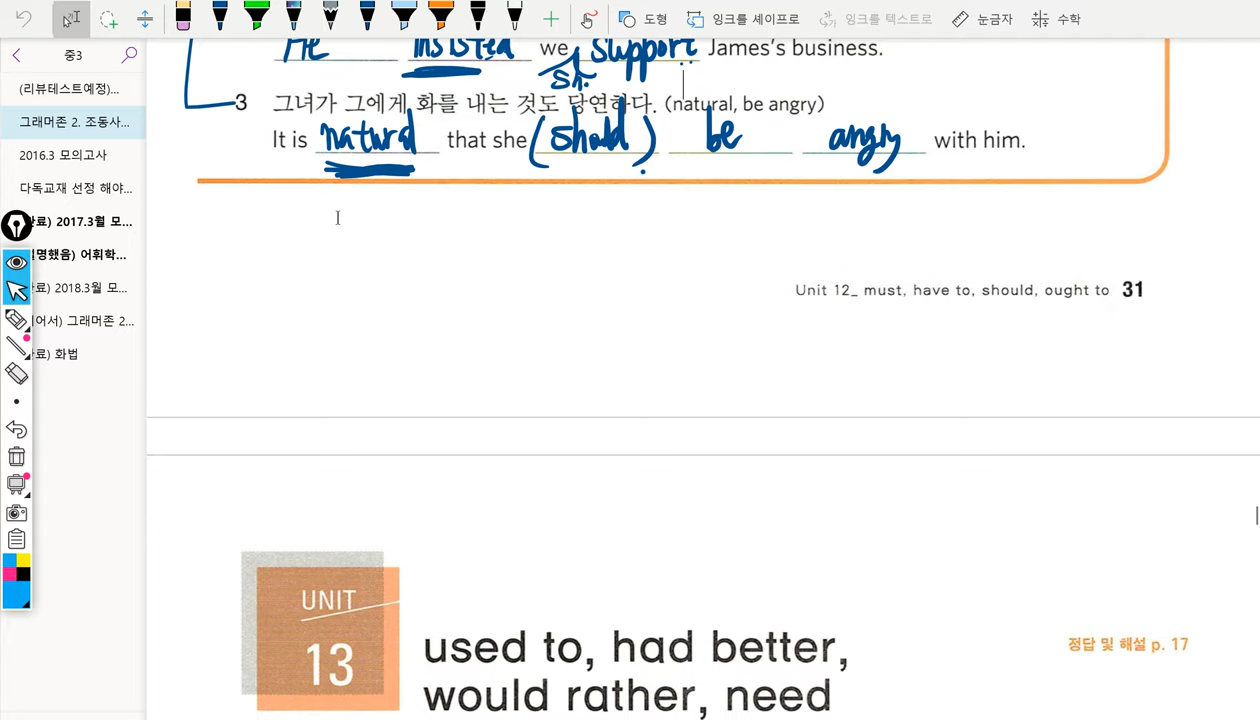 도형
잉크를 셰이프로
잉크를 텍스트로
눈금자
수학
중3
(리뷰테스트예정)...
그래머존 2. 조동사...
2016.3 모의고사
다독교재 선정 해야...
료) 2017.3월 모...
명했음) 어휘학...
료) 2018.3월 모...
어서) 그래머존 2...
료) 화법
He insisted we support James's business.
sh.
3 그녀가 그에게 화를 내는 것도 당연하다. (natural, be angry)
It is natural that she (should) be angry with him.
Unit 12_ must, have to, should, ought to 31
UNIT
13
used to, had better,
would rather, need
정답 및 해설 p. 17